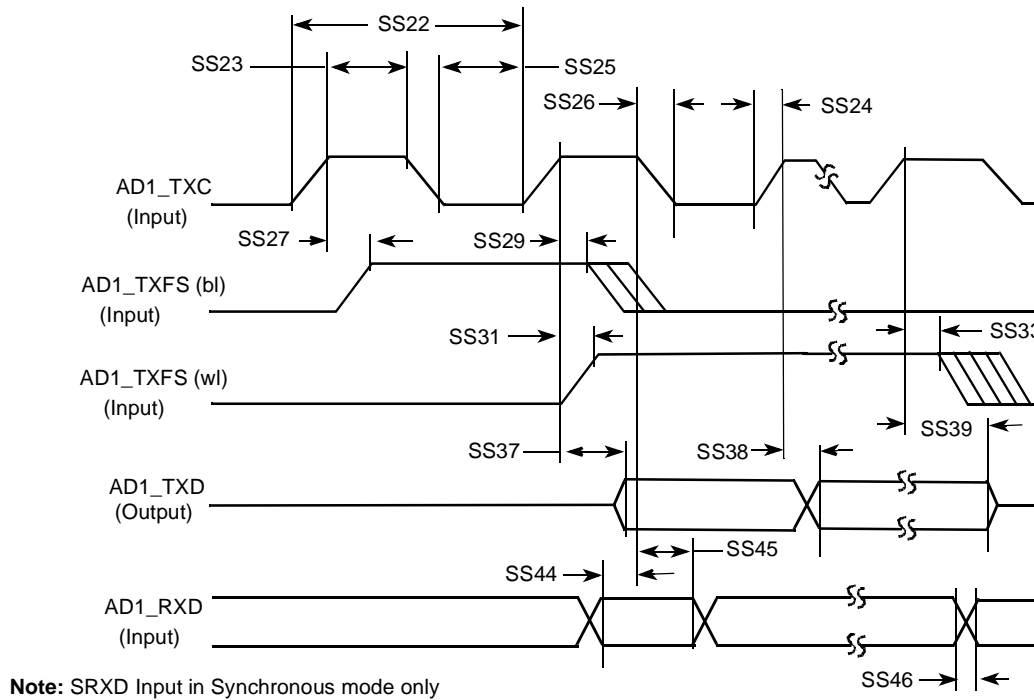 SS22
SS23
SS25
SS26
SS24
AD1_TXC
(Input)
SS27
SS29
AD1_TXFS (bl)
(Input)
SS31
SS33
AD1_TXFS (wl)
(Input)
SS37
SS38
SS39
AD1_TXD
(Output)
SS45
SS44
AD1_RXD
(Input)
SS46
Note: SRXD Input in Synchronous mode only